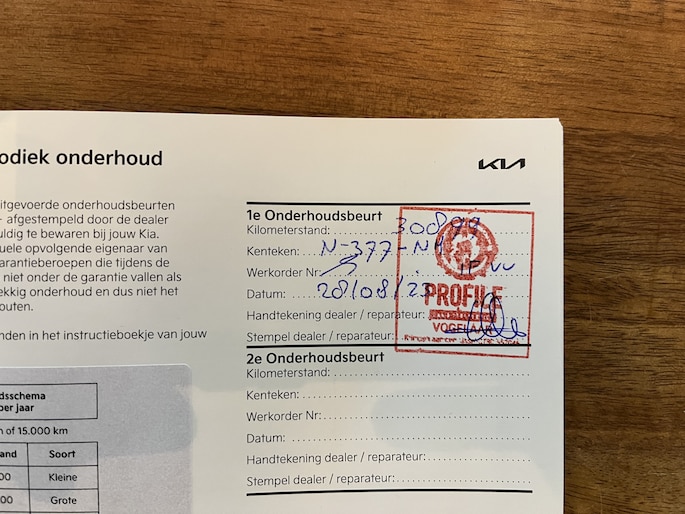 odiek onderhoud
KIA
itgevoerde onderhoudsbeurten
- afgestempeld door de dealer
uldig te bewaren bij jouw Kia.
uele opvolgende eigenaar van
arantieberoepen die tijdens de
niet onder de garantie vallen als
ekkig onderhoud en dus niet het
outen.
nden in het instructieboekje van jouw
dsschema
per jaar
n of 15.000 km
and Soort
00 Kleine
00 Grote
1e Onderhoudsbeurt
Kilometerstand: 30899
Kenteken: N-377-NH
Werkorder Nr:
Datum: 28/08/23
PROFILE
Handtekening dealer / reparateur:
VOGELAAR
Stempel dealer / reparateur:
2e Onderhoudsbeurt
Kilometerstand:
Kenteken:
Werkorder Nr:
Datum:
Handtekening dealer / reparateur:
Stempel dealer / reparateur: